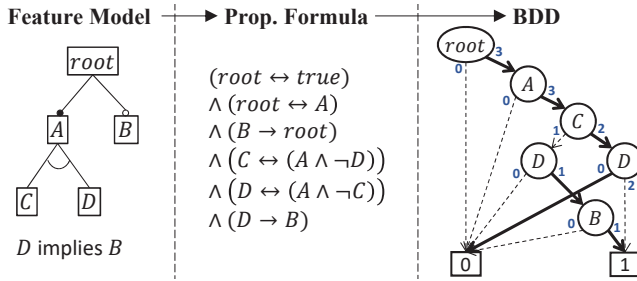 Feature Model
Prop. Formula
BDD
root
A
B
C
D
D implies B
(root ↔ true)
∧ (root ↔ A)
∧ (B → root)
∧ (C ↔ (A ∧ ¬D))
∧ (D ↔ (A ∧ ¬C))
∧ (D → B)
root
0
3
A
0
3
C
1
2
D
0
1
D
0
2
B
0
1
0
1